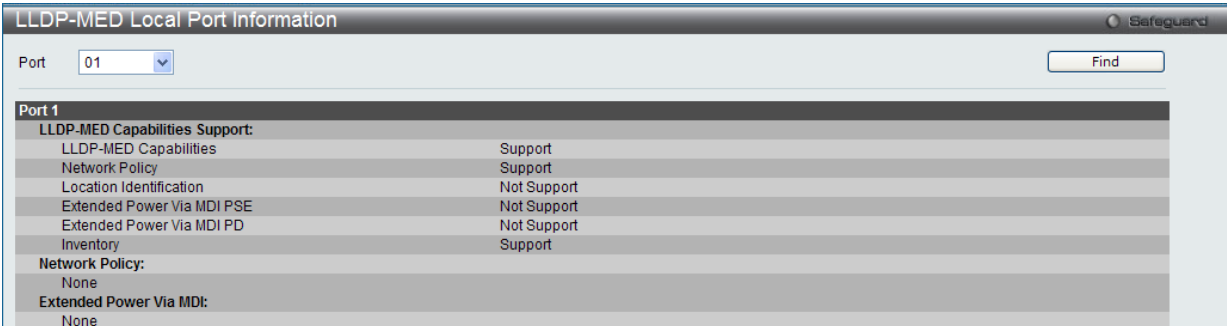 LLDP-MED Local Port Information
Safeguard
Port 01
Find
Port 1
LLDP-MED Capabilities Support:
LLDP-MED Capabilities Support
Network Policy Support
Location Identification Not Support
Extended Power Via MDI PSE Not Support
Extended Power Via MDI PD Not Support
Inventory Support
Network Policy:
None
Extended Power Via MDI:
None